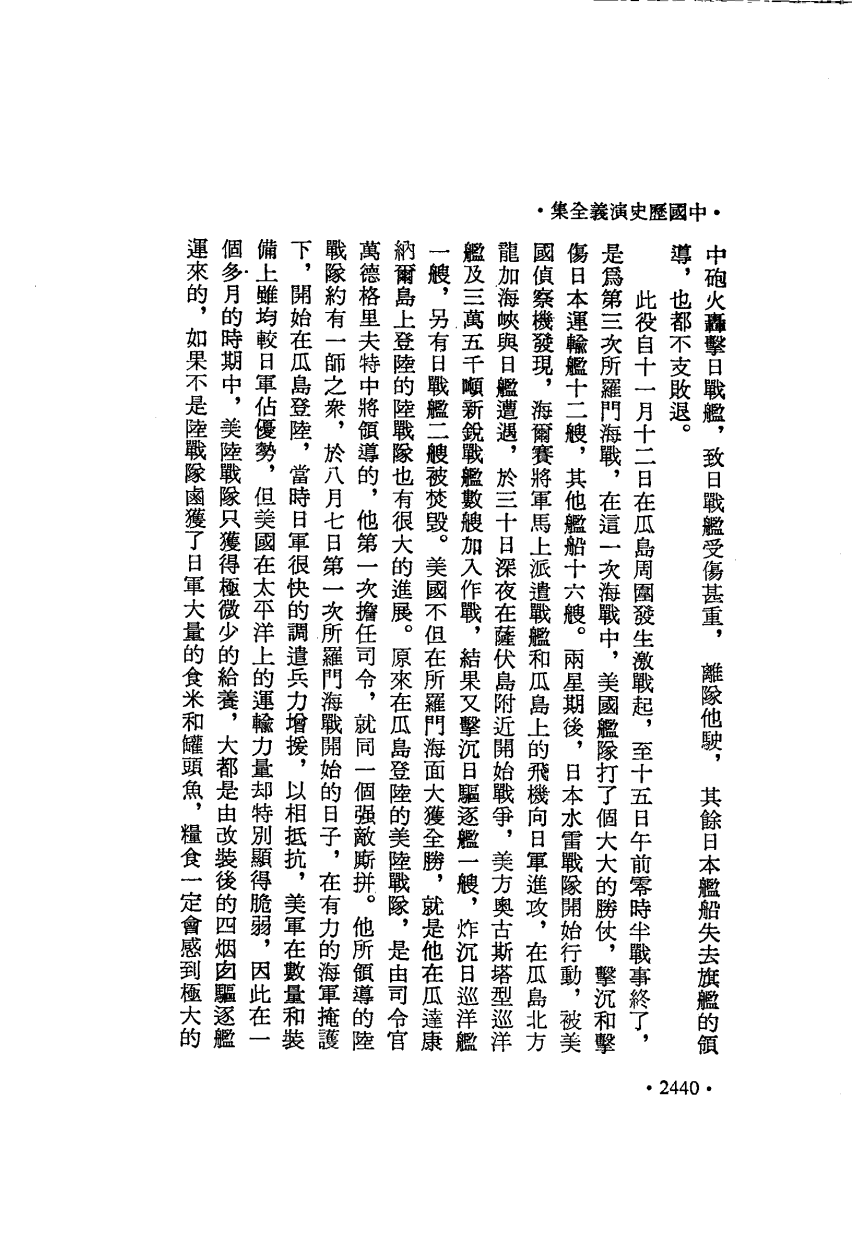 •中國歷史演義全集•
中砲火轟擊日戰艦，致日戰艦受傷甚重，離隊他駛，其餘日本艦船失去旗艦的領
導，也都不支敗退。
此役自十一月十二日在瓜島周圍發生激戰起，至十五日午前零時半戰事終了，
是爲第三次所羅門海戰，在這一次海戰中，美國艦隊打了個大大的勝仗，擊沉和擊
傷日本運輸艦十二艘，其他艦船十六艘。兩星期後，日本水雷戰隊開始行動，被美
國偵察機發現，海爾賽將軍馬上派遣戰艦和瓜島上的飛機向日軍進攻，在瓜島北方
龍加海峽與日艦遭遇，於三十日深夜在薩伏島附近開始戰爭，美方奧古斯塔型巡洋
艦及三萬五千噸新銳戰艦數艘加入作戰，結果又擊沉日驅逐艦一艘，炸沉日巡洋艦
一艘，另有日戰艦二艘被焚毀。美國不但在所羅門海面大獲全勝，就是他在瓜達康
納爾島上登陸的陸戰隊也有很大的進展。原來在瓜島登陸的美陸戰隊，是由司令官
萬德格里夫特中將領導的，他第一次擔任司令，就同一個强敵廝拼。他所領導的陸
戰隊約有一師之衆，於八月七日第一次所羅門海戰開始的日子，在有力的海軍掩護
下，開始在瓜島登陸，當時日軍很快的調遣兵力增援，以相抵抗，美軍在數量和裝
備上雖均較日軍佔優勢，但美國在太平洋上的運輸力量却特別顯得脆弱，因此在一
個多月的時期中，美陸戰隊只獲得極微少的給養，大都是由改裝後的四烟囱驅逐艦
運來的，如果不是陸戰隊鹵獲了日軍大量的食米和罐頭魚，糧食一定會感到極大的
•2440•